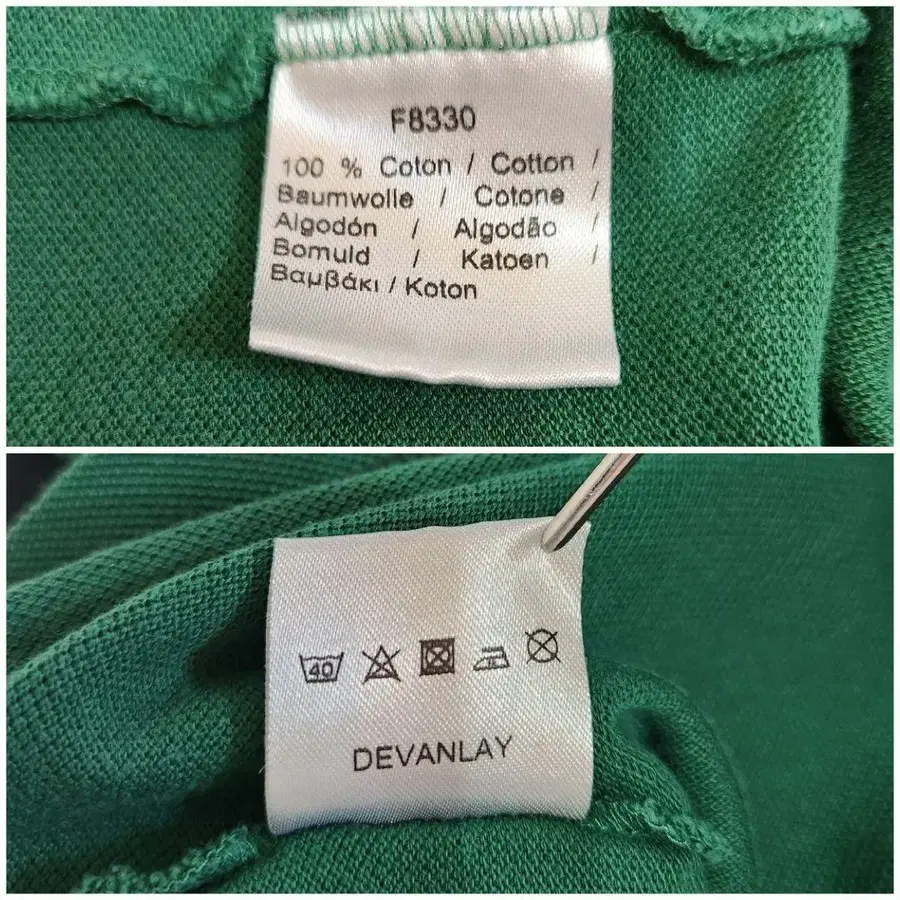 F8330
100 % Coton / Cotton /
Baumwolle / Cotone /
Algodón / Algodão /
Bomuld / Katoen /
Βαμβάκι / Koton
40
DEVANLAY